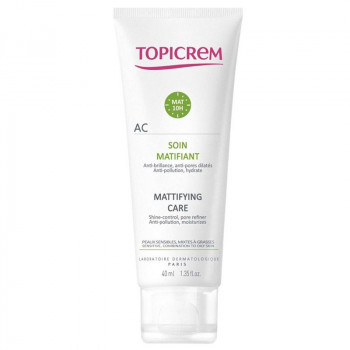 TOPICREM
MAT
10H
AC
SOIN
MATIFIANT
Anti-brillance, anti-pores dilatés
Anti-pollution, hydrate
MATTIFYING
CARE
Shine-control, pore refiner
Anti-pollution, moisturizes
PEAUX SENSIBLES, MIXTES À GRASSES
SENSITIVE, COMBINATION TO OILY SKIN
LABORATOIRE DERMATOLOGIQUE
PARIS
40 ml 1.35 fl.oz.